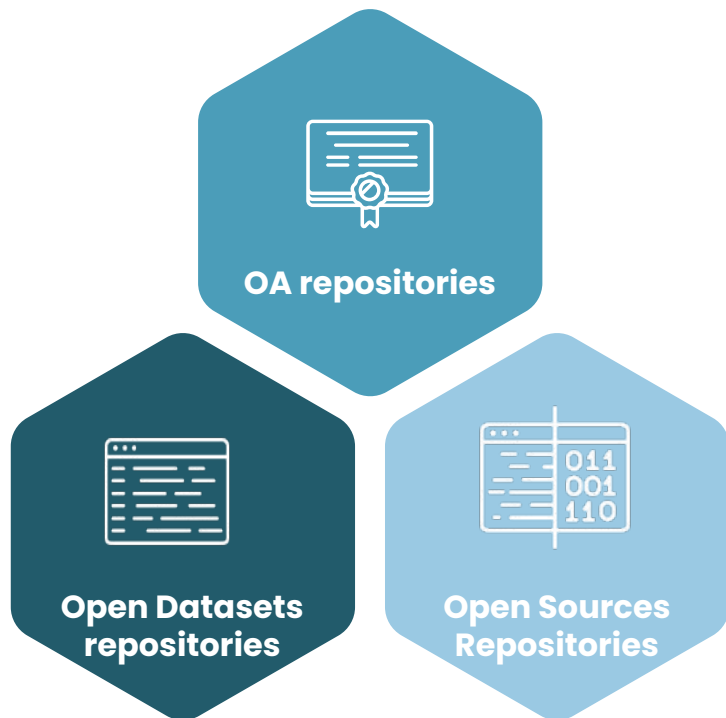 OA repositories
Open Datasets
repositories
011
001
110
Open Sources
Repositories